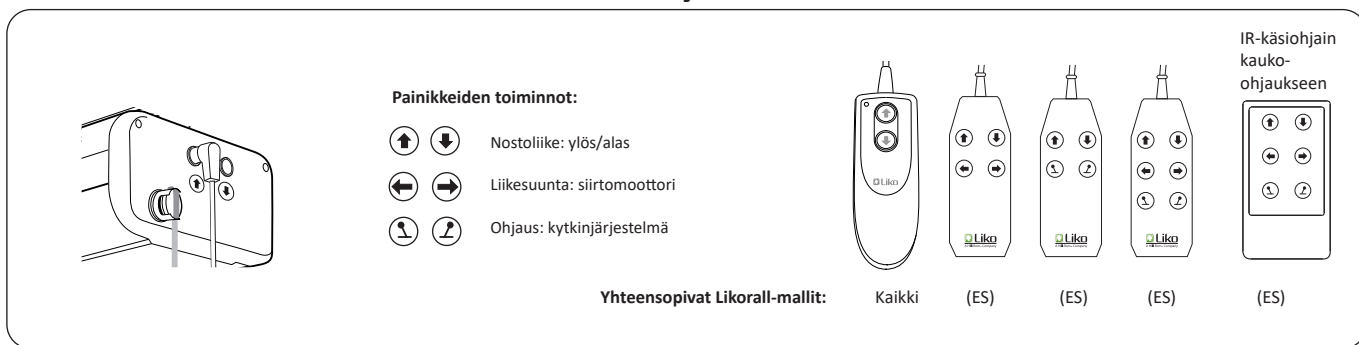 Painikkeiden toiminnot:
Nostoliike: ylös/alas
Liikesuunta: siirtomoottori
Ohjaus: kytkinjärjestelmä
IR-käsiohjain
kauko-
ohjaukseen
Liko
Liko
Liko
Liko
Yhteensopivat Likorall-mallit: Kaikki (ES) (ES) (ES) (ES)